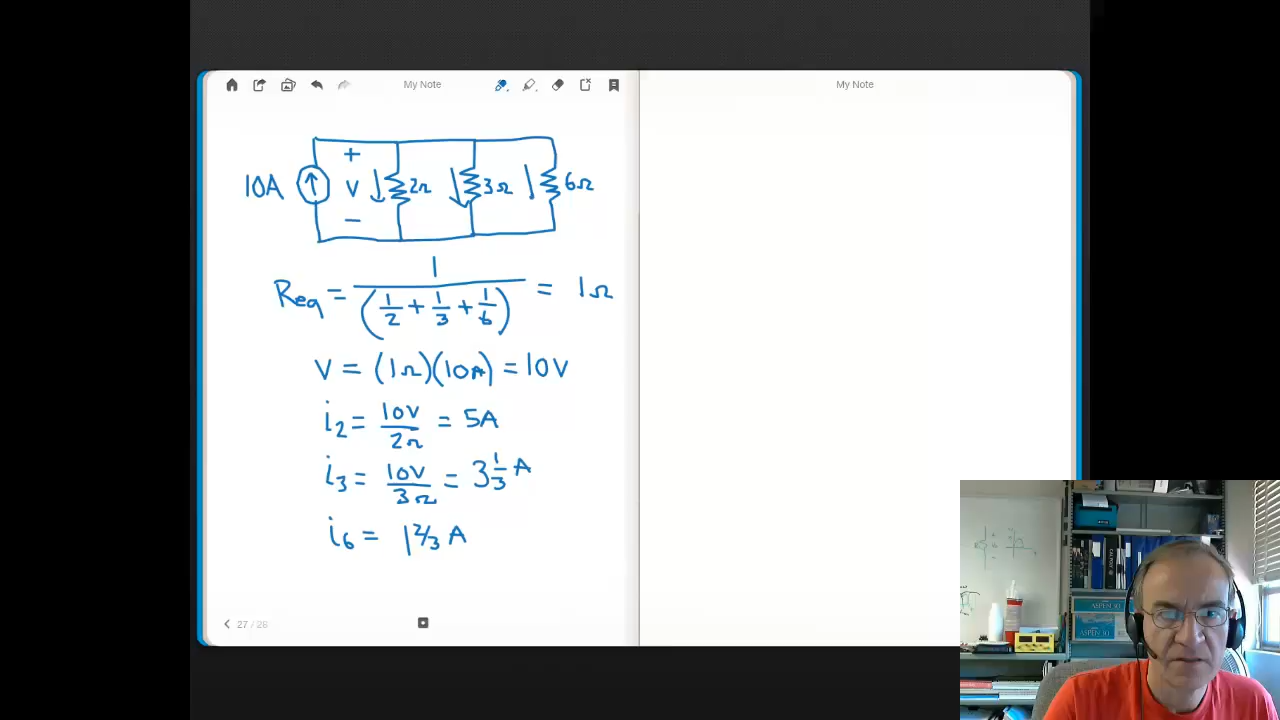 My Note
My Note
10A
+
V
−
2Ω
3Ω
6Ω
Req = 1 / (1/2 + 1/3 + 1/6) = 1Ω
V = (1Ω)(10A) = 10V
i2 = 10V / 2Ω = 5A
i3 = 10V / 3Ω = 3 1/3 A
i6 = 1 2/3 A
27 / 28